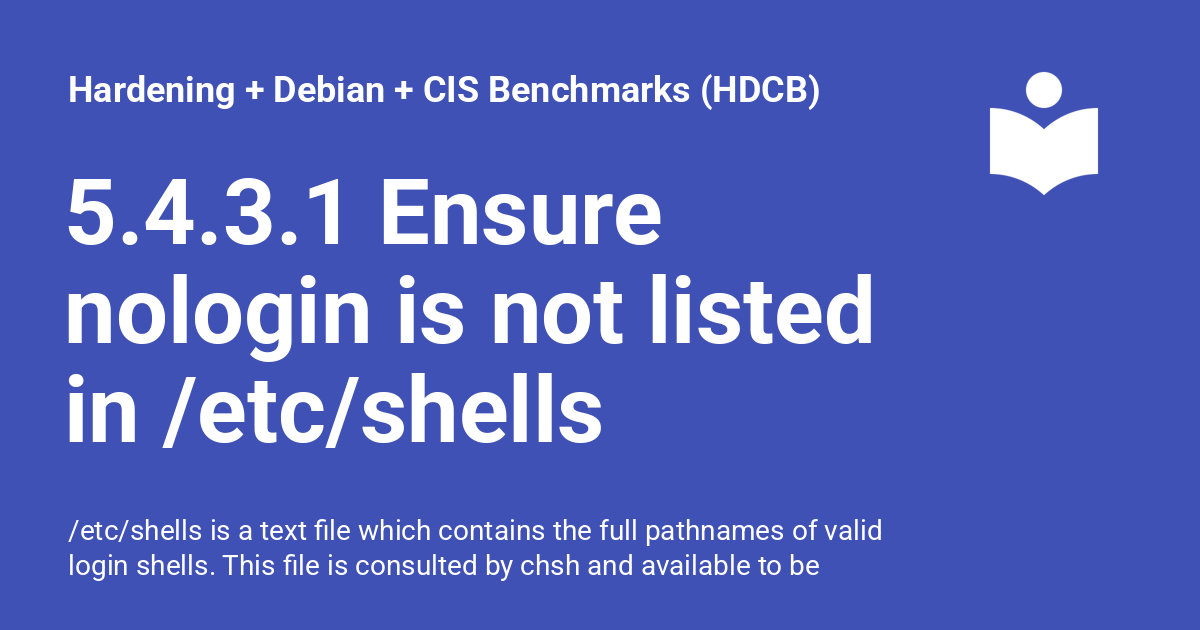 Hardening + Debian + CIS Benchmarks (HDCB)
5.4.3.1 Ensure
nologin is not listed
in /etc/shells
/etc/shells is a text file which contains the full pathnames of valid
login shells. This file is consulted by chsh and available to be